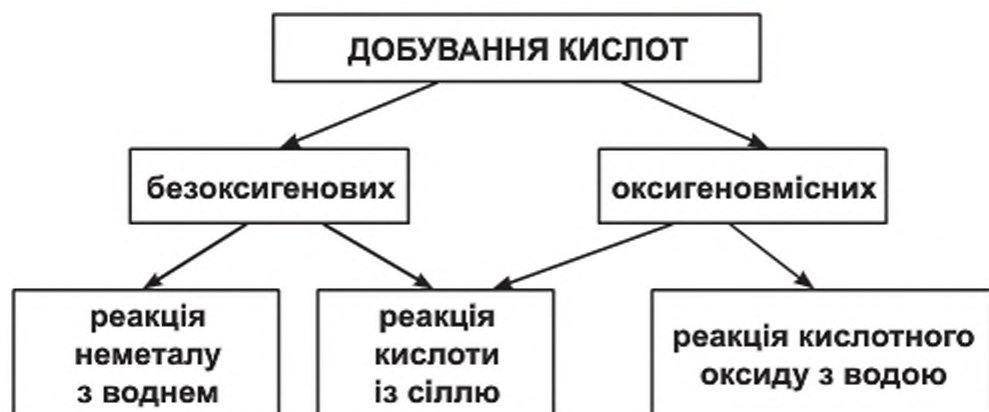 ДОБУВАННЯ КИСЛОТ
безоксигенових
оксигеновмісних
реакція
неметалу
з воднем
реакція
кислоти
із сіллю
реакція кислотного
оксиду з водою